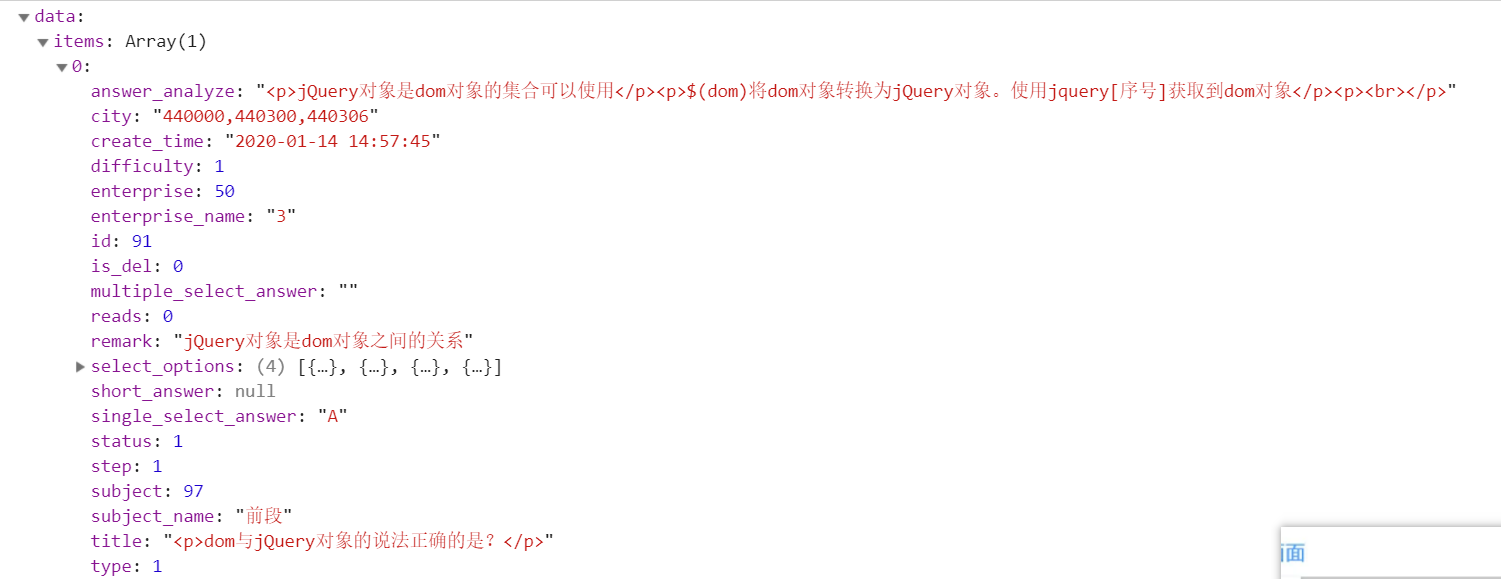 data:
items: Array(1)
0:
answer_analyze: "<p>jQuery对象是dom对象的集合可以使用</p><p>$(dom)将dom对象转换为jQuery对象。使用jquery[序号]获取到dom对象</p><p><br></p>"
city: "440000,440300,440306"
create_time: "2020-01-14 14:57:45"
difficulty: 1
enterprise: 50
enterprise_name: "3"
id: 91
is_del: 0
multiple_select_answer: ""
reads: 0
remark: "jQuery对象是dom对象之间的关系"
select_options: (4) [{…}, {…}, {…}, {…}]
short_answer: null
single_select_answer: "A"
status: 1
step: 1
subject: 97
subject_name: "前段"
title: "<p>dom与jQuery对象的说法正确的是？</p>"
面
type: 1